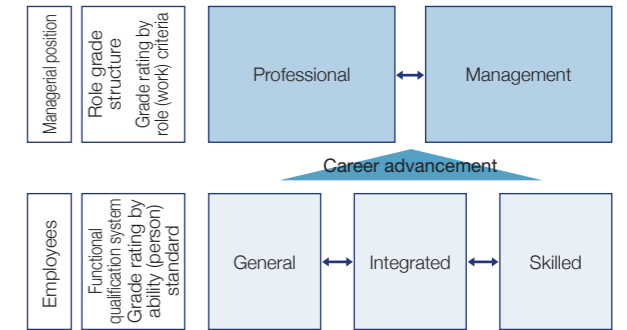 Managerial position
Role grade
structure
Grade rating by
role (work) criteria
Professional
Management
Career advancement
Employees
Functional
qualification system
Grade rating by
ability (person)
standard
General
Integrated
Skilled